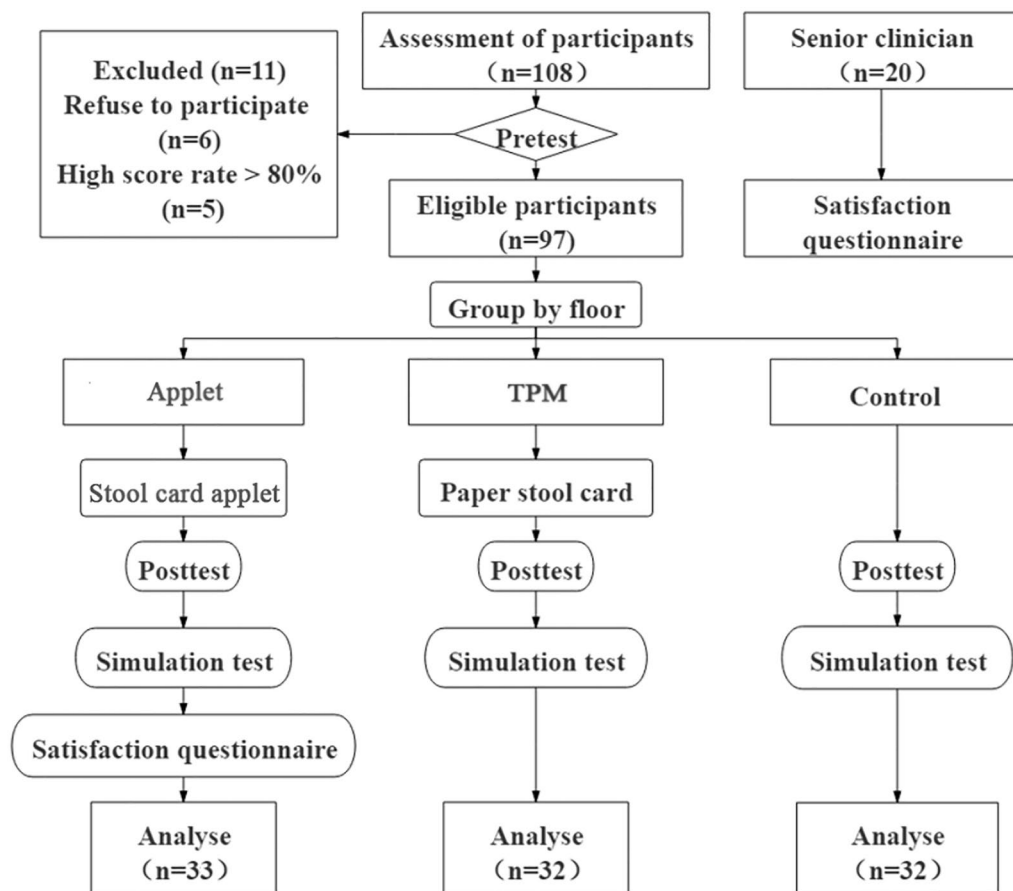 Assessment of participants
（n=108）
Senior clinician
（n=20）
Excluded (n=11)
Refuse to participate
(n=6)
High score rate > 80%
(n=5)
Pretest
Eligible participants
(n=97)
Satisfaction
questionnaire
Group by floor
Applet
TPM
Control
Stool card applet
Paper stool card
Posttest
Posttest
Posttest
Simulation test
Simulation test
Simulation test
Satisfaction questionnaire
Analyse
（n=33）
Analyse
（n=32）
Analyse
（n=32）